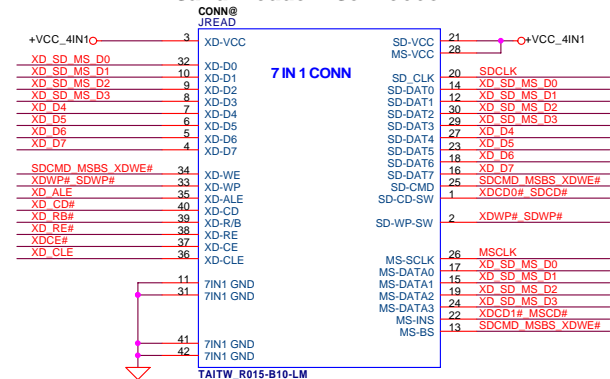 CONN@
JREAD
+VCC_4IN1 3 XD-VCC
SD-VCC 21 +VCC_4IN1
MS-VCC 28
7 IN 1 CONN
XD_SD_MS_D0 32 XD-D0
XD_SD_MS_D1 10 XD-D1
XD_SD_MS_D2 9 XD-D2
XD_SD_MS_D3 8 XD-D3
XD_D4 7 XD-D4
XD_D5 6 XD-D5
XD_D6 5 XD-D6
XD_D7 4 XD-D7
SDCMD_MSBS_XDWE# 34 XD-WE
XDWP#_SDWP# 33 XD-WP
XD_ALE 35 XD-ALE
XD_CD# 40 XD-CD
XD_RB# 39 XD-R/B
XD_RE# 38 XD-RE
XDCE# 37 XD-CE
XD_CLE 36 XD-CLE
11 7IN1 GND
31 7IN1 GND
41 7IN1 GND
42 7IN1 GND
SD_CLK 20 SDCLK
SD-DAT0 14 XD_SD_MS_D0
SD-DAT1 12 XD_SD_MS_D1
SD-DAT2 30 XD_SD_MS_D2
SD-DAT3 29 XD_SD_MS_D3
SD-DAT4 27 XD_D4
SD-DAT5 23 XD_D5
SD-DAT6 18 XD_D6
SD-DAT7 16 XD_D7
SD-CMD 25 SDCMD_MSBS_XDWE#
SD-CD-SW 1 XDCD0#_SDCD#
SD-WP-SW 2 XDWP#_SDWP#
MS-SCLK 26 MSCLK
MS-DATA0 17 XD_SD_MS_D0
MS-DATA1 15 XD_SD_MS_D1
MS-DATA2 19 XD_SD_MS_D2
MS-DATA3 24 XD_SD_MS_D3
MS-INS 22 XDCD1#_MSCD#
MS-BS 13 SDCMD_MSBS_XDWE#
TAITW_R015-B10-LM